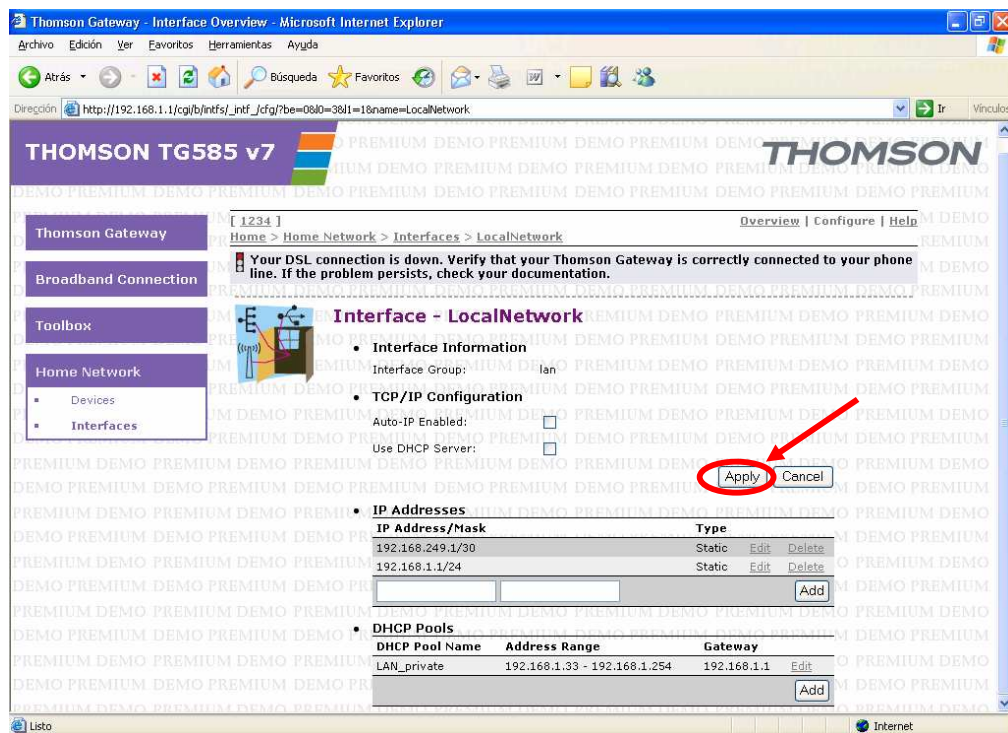 Thomson Gateway - Interface Overview - Microsoft Internet Explorer
Archivo Edición Ver Favoritos Herramientas Ayuda
Atrás Búsqueda Favoritos
Dirección http://192.168.1.1/cgi/b/intfs/_intf_/cfg/?be=0&l0=3&l1=1&name=LocalNetwork Ir Vínculos
THOMSON TG585 v7 THOMSON
Thomson Gateway
Broadband Connection
Toolbox
Home Network
Devices
Interfaces
[ 1234 ] Overview | Configure | Help
Home > Home Network > Interfaces > LocalNetwork
Your DSL connection is down. Verify that your Thomson Gateway is correctly connected to your phone
line. If the problem persists, check your documentation.
Interface - LocalNetwork
• Interface Information
Interface Group: lan
• TCP/IP Configuration
Auto-IP Enabled:
Use DHCP Server:
Apply Cancel
• IP Addresses
IP Address/Mask Type
192.168.249.1/30 Static Edit Delete
192.168.1.1/24 Static Edit Delete
Add
• DHCP Pools
DHCP Pool Name Address Range Gateway
LAN_private 192.168.1.33 - 192.168.1.254 192.168.1.1 Edit
Add
Listo Internet